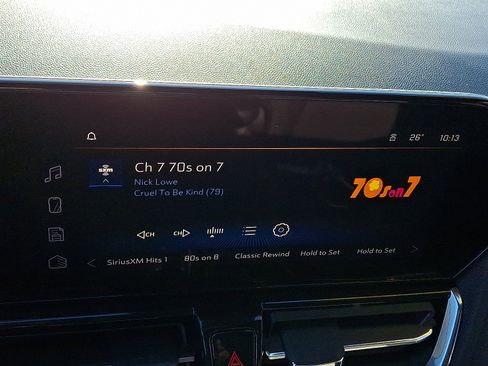 26° 10:13
sxm
Ch 7 70s on 7
Nick Lowe
Cruel To Be Kind (79)
70s on 7
CH CH
SiriusXM Hits 1 80s on 8 Classic Rewind Hold to Set Hold to Set